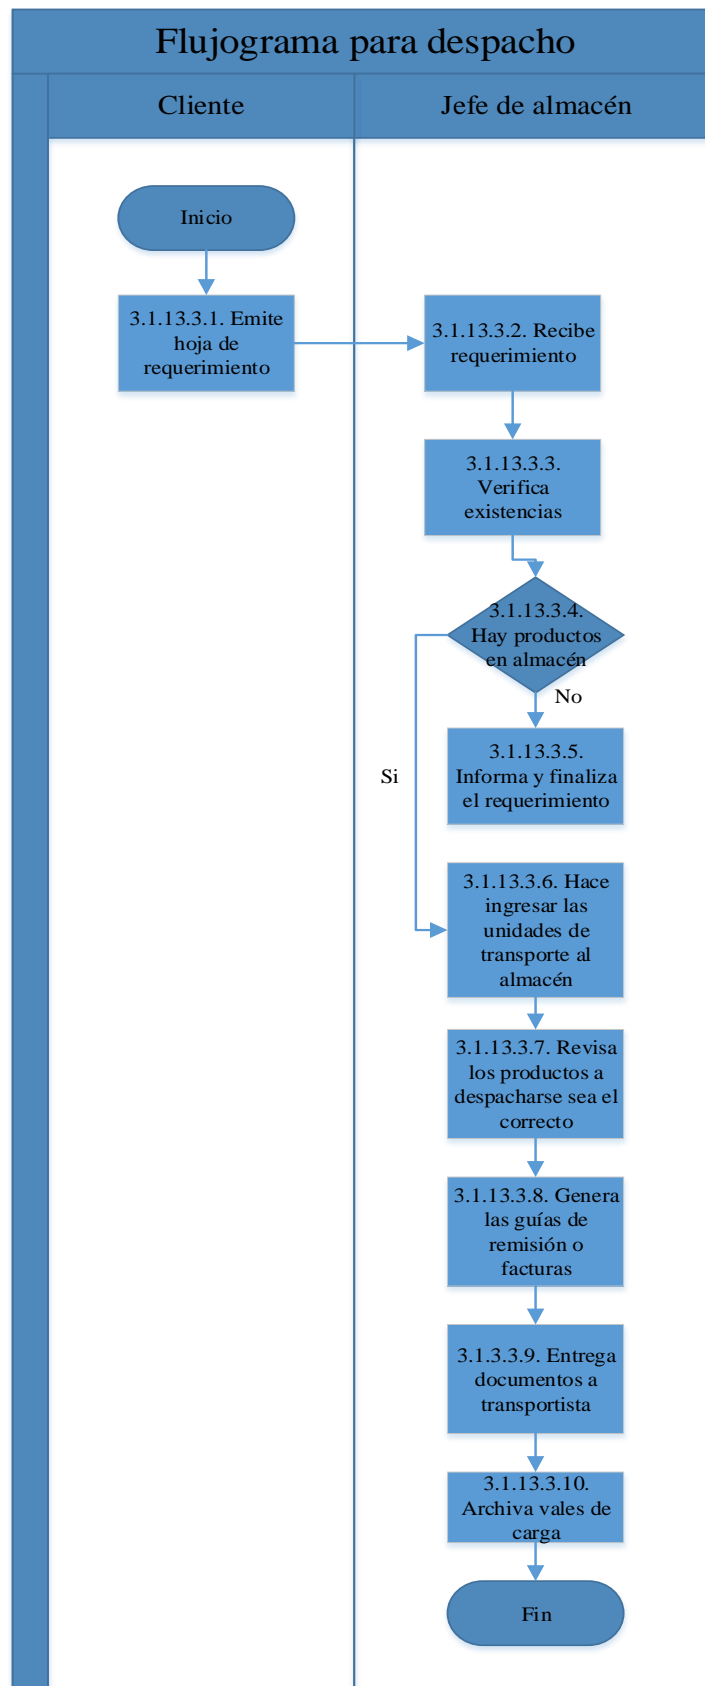 Flujograma para despacho
Cliente
Jefe de almacén
Inicio
3.1.13.3.1. Emite
hoja de
requerimiento
3.1.13.3.2. Recibe
requerimiento
3.1.13.3.3.
Verifica
existencias
3.1.13.3.4.
Hay productos
en almacén
No
3.1.13.3.5.
Informa y finaliza
el requerimiento
Si
3.1.13.3.6. Hace
ingresar las
unidades de
transporte al
almacén
3.1.13.3.7. Revisa
los productos a
despacharse sea el
correcto
3.1.13.3.8. Genera
las guías de
remisión o
facturas
3.1.3.3.9. Entrega
documentos a
transportista
3.1.13.3.10.
Archiva vales de
carga
Fin